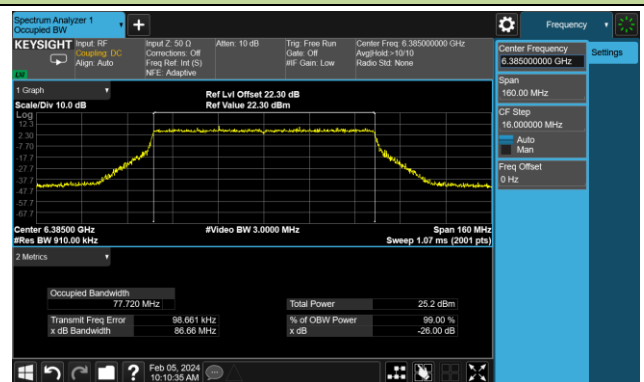 Spectrum Analyzer 1
Occupied BW
+
Frequency
KEYSIGHT
Input: RF
Coupling: DC
Align: Auto
Input Z: 50 Ω
Corrections: Off
Freq Ref: Int (S)
NFE: Adaptive
Atten: 10 dB
Trig: Free Run
Gate: Off
#IF Gain: Low
Center Freq: 6.385000000 GHz
Avg|Hold:>10/10
Radio Std: None
Center Frequency
6.385000000 GHz
Settings
Span
160.00 MHz
CF Step
16.000000 MHz
Auto
Man
Freq Offset
0 Hz
1 Graph
Scale/Div 10.0 dB
Ref Lvl Offset 22.30 dB
Ref Value 22.30 dBm
Log
12.3
2.30
-7.70
-17.7
-27.7
-37.7
-47.7
-57.7
-67.7
Center 6.38500 GHz
#Video BW 3.0000 MHz
Span 160 MHz
#Res BW 910.00 kHz
Sweep 1.07 ms (2001 pts)
2 Metrics
Occupied Bandwidth
77.720 MHz
Total Power 25.2 dBm
Transmit Freq Error 98.661 kHz
% of OBW Power 99.00 %
x dB Bandwidth 86.66 MHz
x dB -26.00 dB
?
Feb 05, 2024
10:10:35 AM